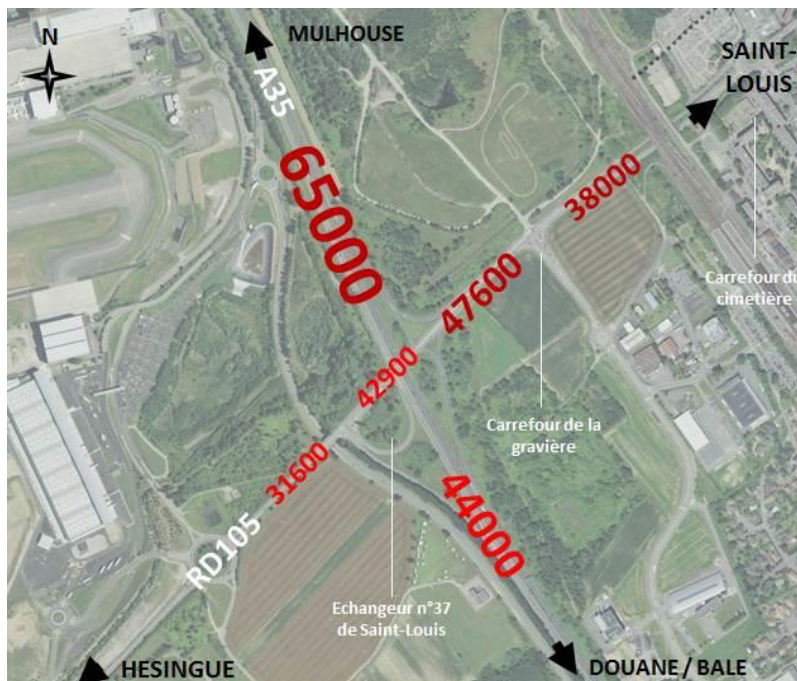 N
MULHOUSE
SAINT-
LOUIS
A35
65000
38000
Carrefour du
cimetière
47600
42900
Carrefour de la
gravière
31600
44000
RD105
Echangeur n°37
de Saint-Louis
HESINGUE
DOUANE / BALE